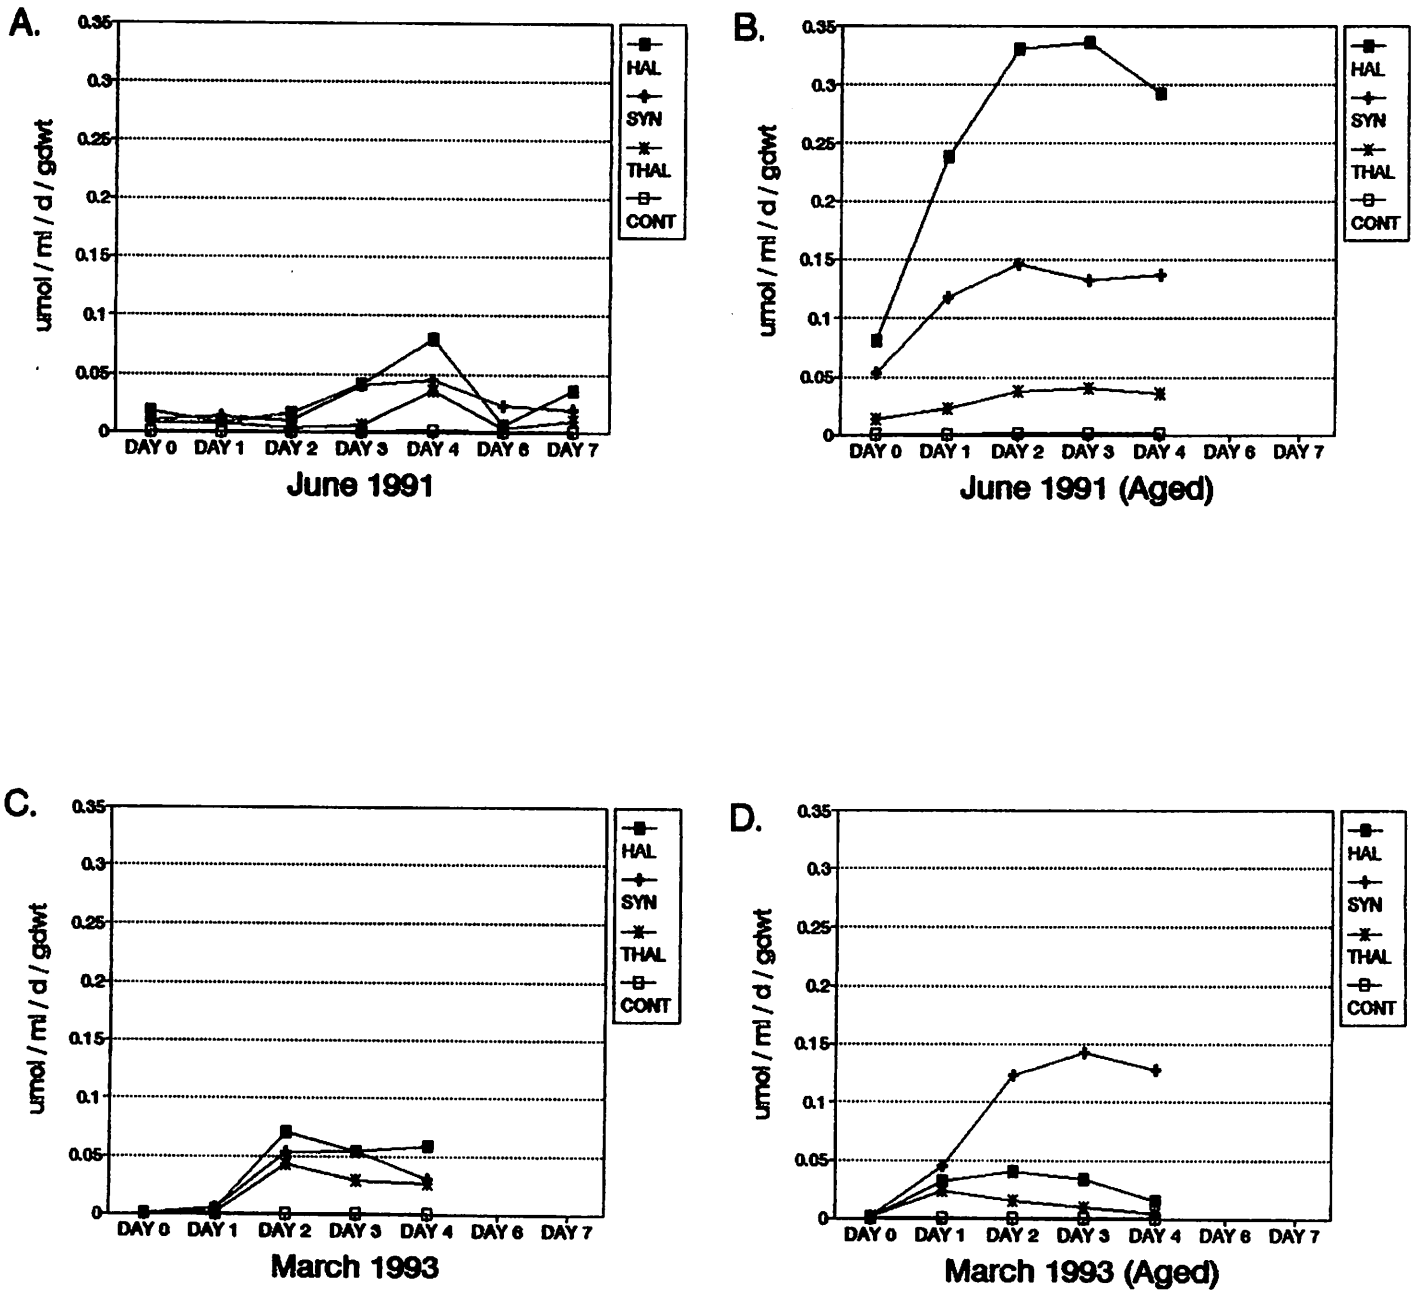 A.
0.35
0.3
0.25
0.2
0.15
0.1
0.05
0
umol / ml / d / gdwt
DAY 0 DAY 1 DAY 2 DAY 3 DAY 4 DAY 6 DAY 7
June 1991
HAL
SYN
THAL
CONT
B.
0.35
0.3
0.25
0.2
0.15
0.1
0.05
0
umol / ml / d / gdwt
DAY 0 DAY 1 DAY 2 DAY 3 DAY 4 DAY 6 DAY 7
June 1991 (Aged)
HAL
SYN
THAL
CONT
C.
0.35
0.3
0.25
0.2
0.15
0.1
0.05
0
umol / ml / d / gdwt
DAY 0 DAY 1 DAY 2 DAY 3 DAY 4 DAY 6 DAY 7
March 1993
HAL
SYN
THAL
CONT
D.
0.35
0.3
0.25
0.2
0.15
0.1
0.05
0
umol / ml / d / gdwt
DAY 0 DAY 1 DAY 2 DAY 3 DAY 4 DAY 6 DAY 7
March 1993 (Aged)
HAL
SYN
THAL
CONT